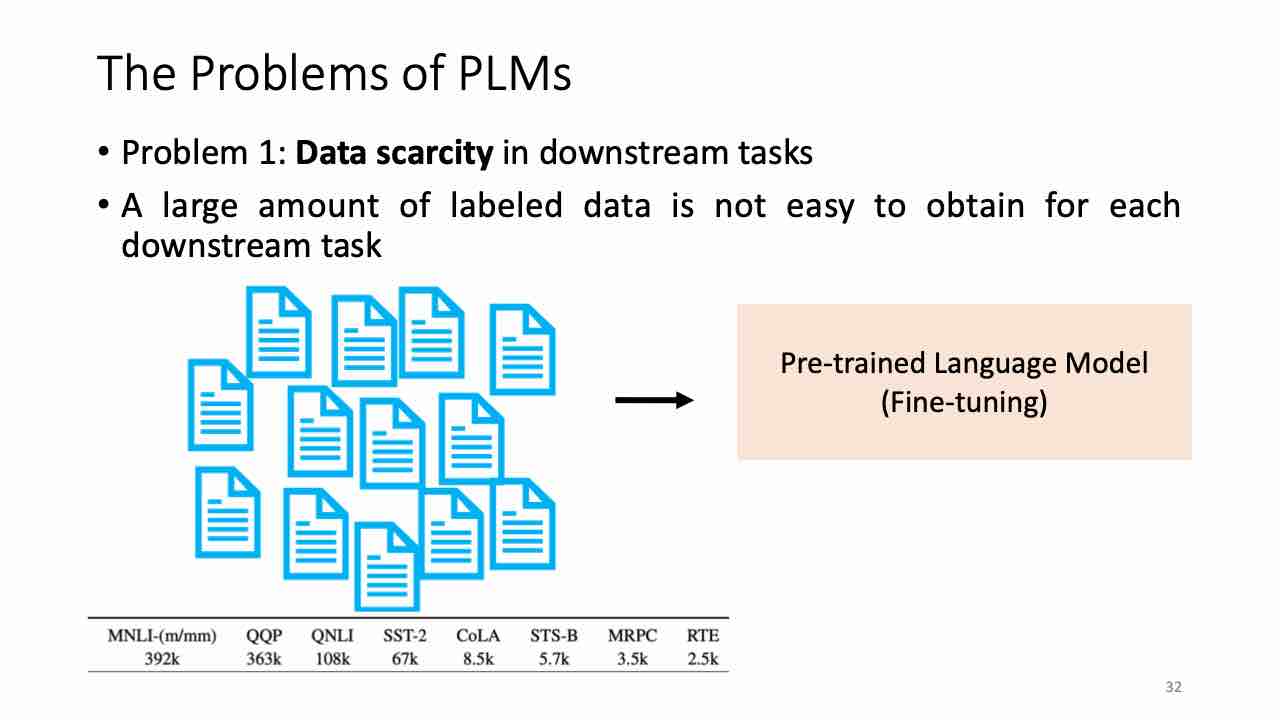 The Problems of PLMs
• Problem 1: Data scarcity in downstream tasks
• A large amount of labeled data is not easy to obtain for each
downstream task
Pre-trained Language Model
(Fine-tuning)
MNLI-(m/mm) QQP QNLI SST-2 CoLA STS-B MRPC RTE
392k 363k 108k 67k 8.5k 5.7k 3.5k 2.5k
32